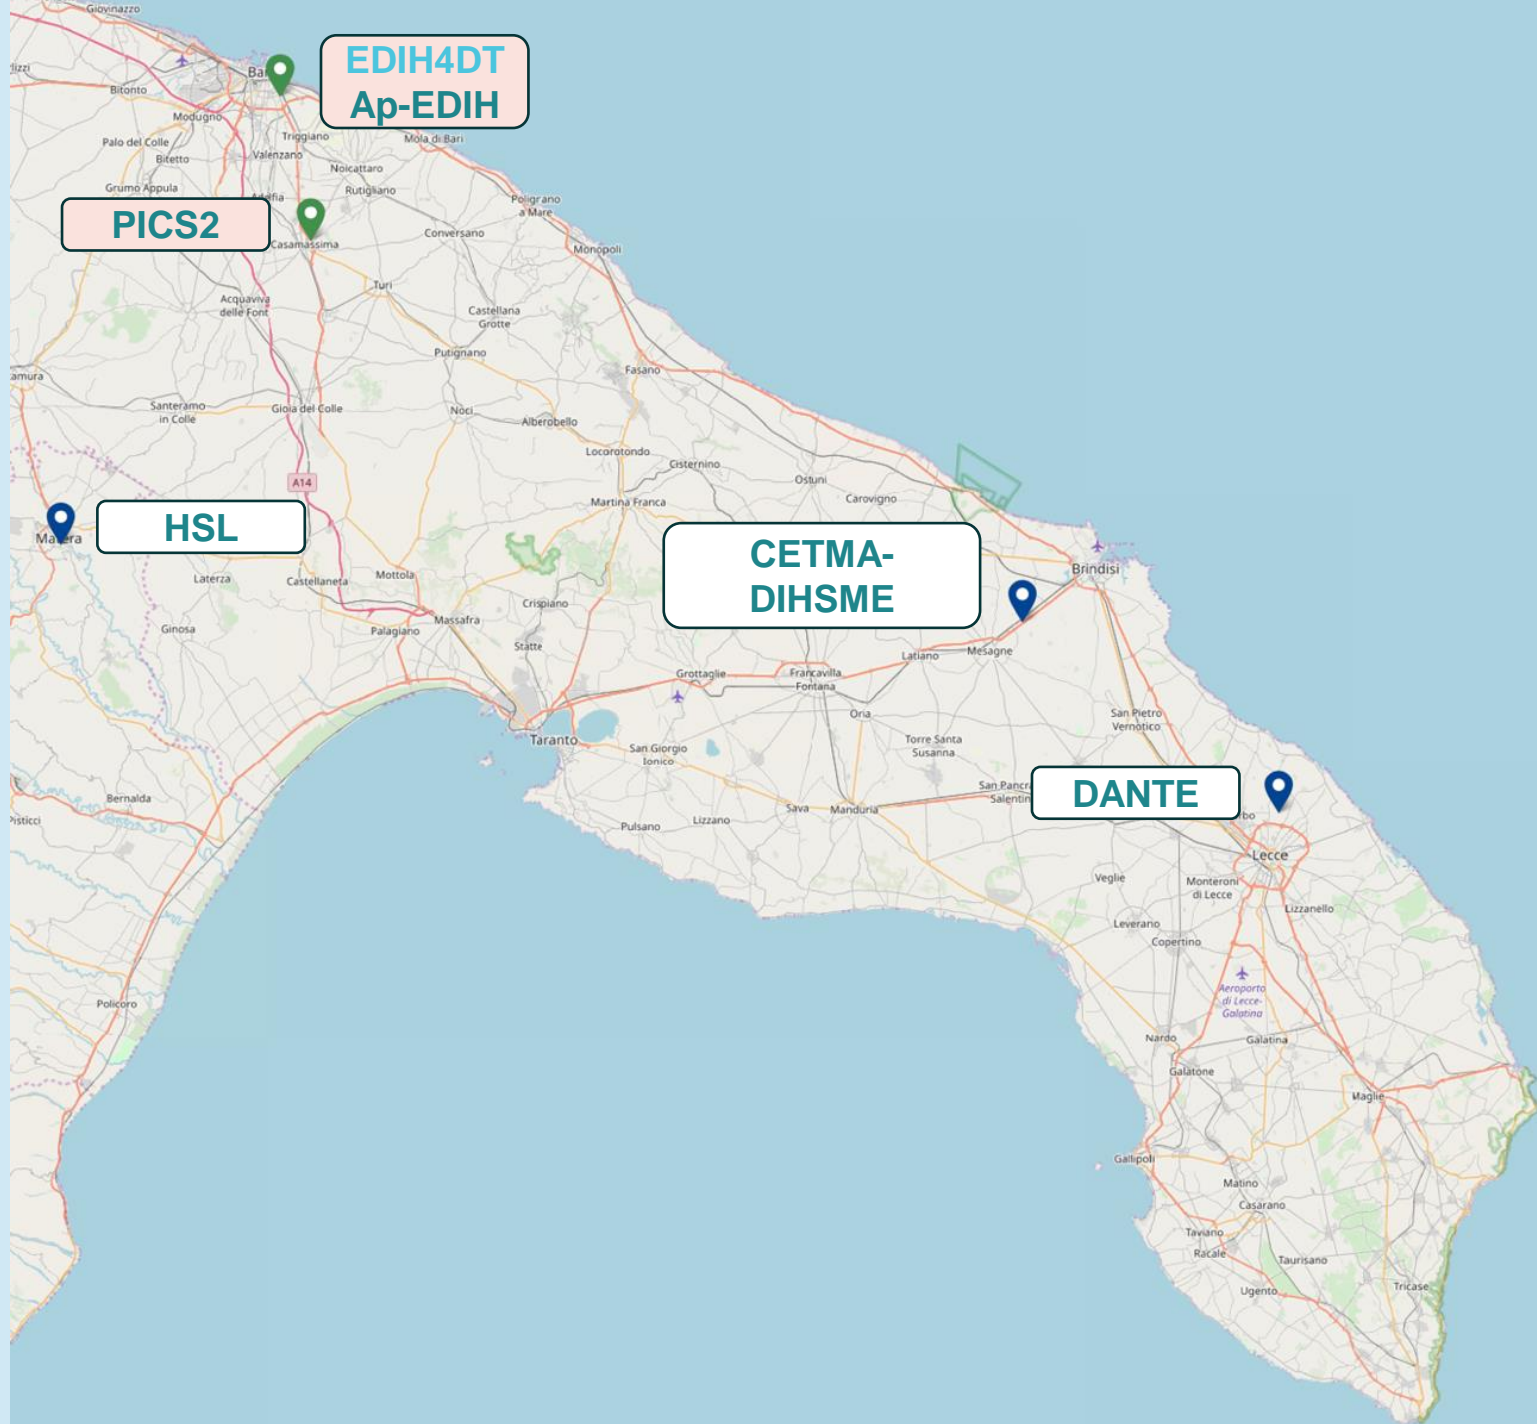 Giovinazzo
EDIH4DT
Ap-EDIH
Bitonto
Modugno
Triggiano
Mola di Bari
Palo del Colle
Bitetto
Valenzano
Noicattaro
Grumo Appula
Rutigliano
Polignano
a Mare
PICS2
Casamassima
Conversano
Monopoli
Turi
Acquaviva
delle Font
Castellana
Grotte
Putignano
Fasano
Santeramo
in Colle
Gioia del Colle
Noci
Alberobello
Locorotondo
Cisternino
A14
Ostuni
Martina Franca
Carovigno
HSL
Matera
CETMA-
DIHSME
Brindisi
Laterza
Castellaneta
Mottola
Crispiano
Massafra
Ginosa
Palagiano
Statte
Mesagne
Latiano
Grottaglie
Francavilla
Fontana
Oria
San Pietro
Vernotico
Taranto
San Giorgio
Ionico
Torre Santa
Susanna
DANTE
Bernalda
Pisticci
Sava
Manduria
Pulsano
Lizzano
Lecce
Veglie
Monteroni
di Lecce
Lizzanello
Leverano
Copertino
Aeroporto
di Lecce-
Galatina
Policoro
Nardo
Galatina
Galatone
Maglie
Gallipoli
Matino
Casarano
Taviano
Racale
Taurisano
Ugento
Tricase